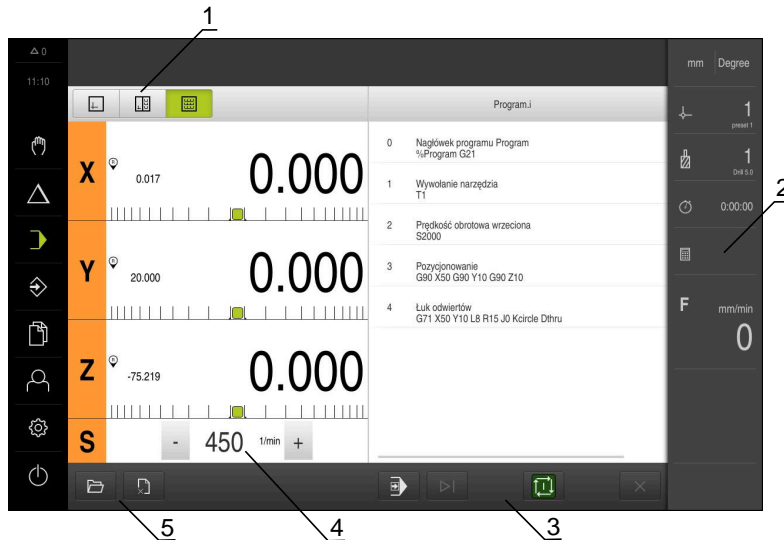 1
0
11:10
mm Degree
Program.i
1
preset 1
1
Drill 5.0
0:00:00
F mm/min
0
2
X R 0.017 0.000
Y R 20.000 0.000
Z R -75.219 0.000
S - 450 1/min +
0 Nagłówek programu Program
%Program G21
1 Wywołanie narzędzia
T1
2 Prędkość obrotowa wrzeciona
S2000
3 Pozycjonowanie
G90 X50 G90 Y10 G90 Z10
4 Łuk odwiertów
G71 X50 Y10 L8 R15 J0 Kcircle Dthru
5
4
3